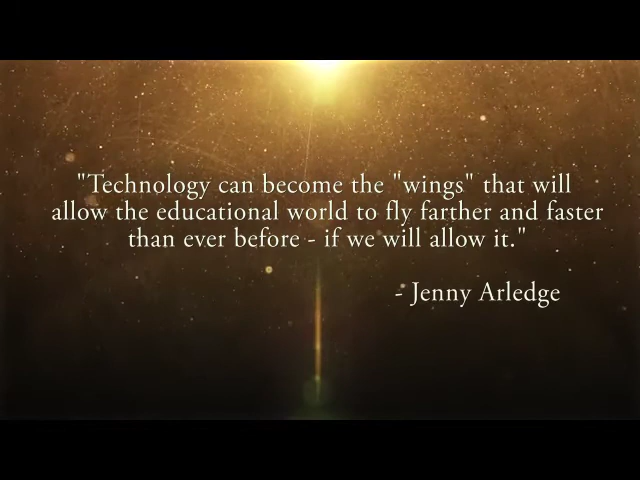 "Technology can become the "wings" that will
allow the educational world to fly farther and faster
than ever before - if we will allow it."
- Jenny Arledge